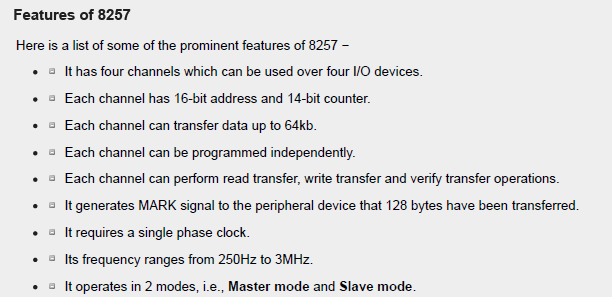 Features of 8257
Here is a list of some of the prominent features of 8257 −
It has four channels which can be used over four I/O devices.
Each channel has 16-bit address and 14-bit counter.
Each channel can transfer data up to 64kb.
Each channel can be programmed independently.
Each channel can perform read transfer, write transfer and verify transfer operations.
It generates MARK signal to the peripheral device that 128 bytes have been transferred.
It requires a single phase clock.
Its frequency ranges from 250Hz to 3MHz.
It operates in 2 modes, i.e., Master mode and Slave mode.